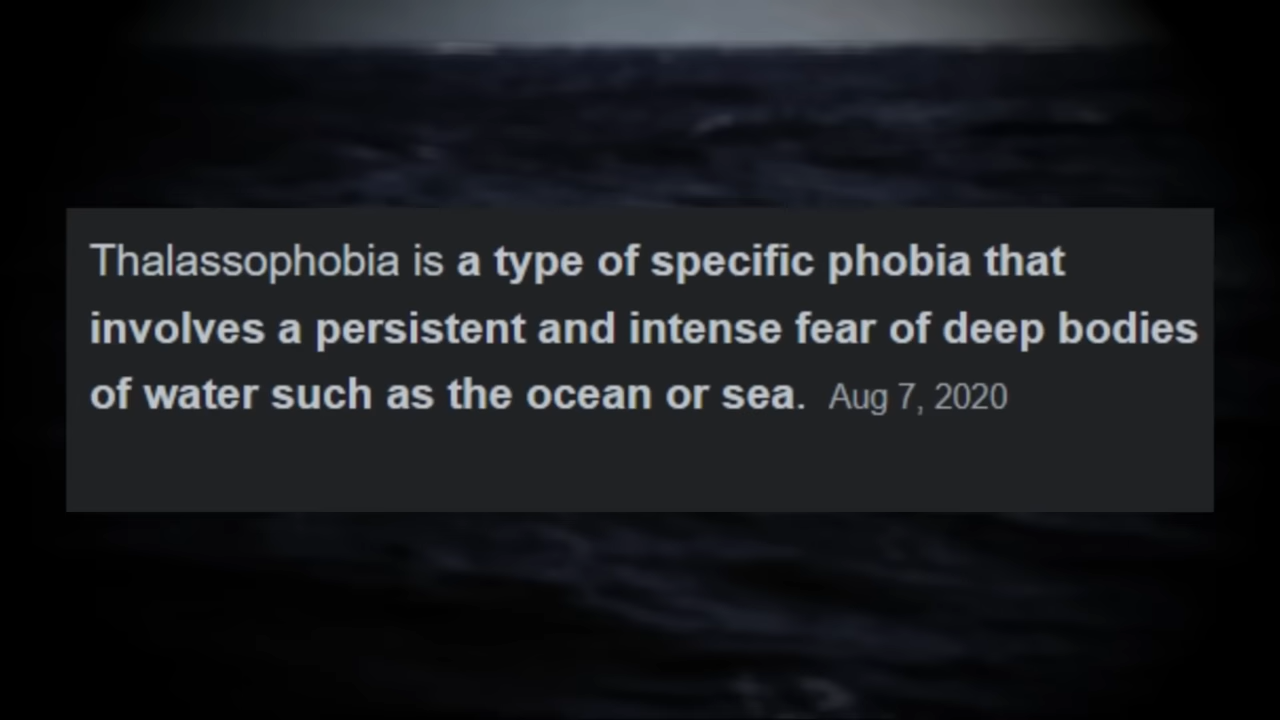 Thalassophobia is a type of specific phobia that
involves a persistent and intense fear of deep bodies
of water such as the ocean or sea. Aug 7, 2020